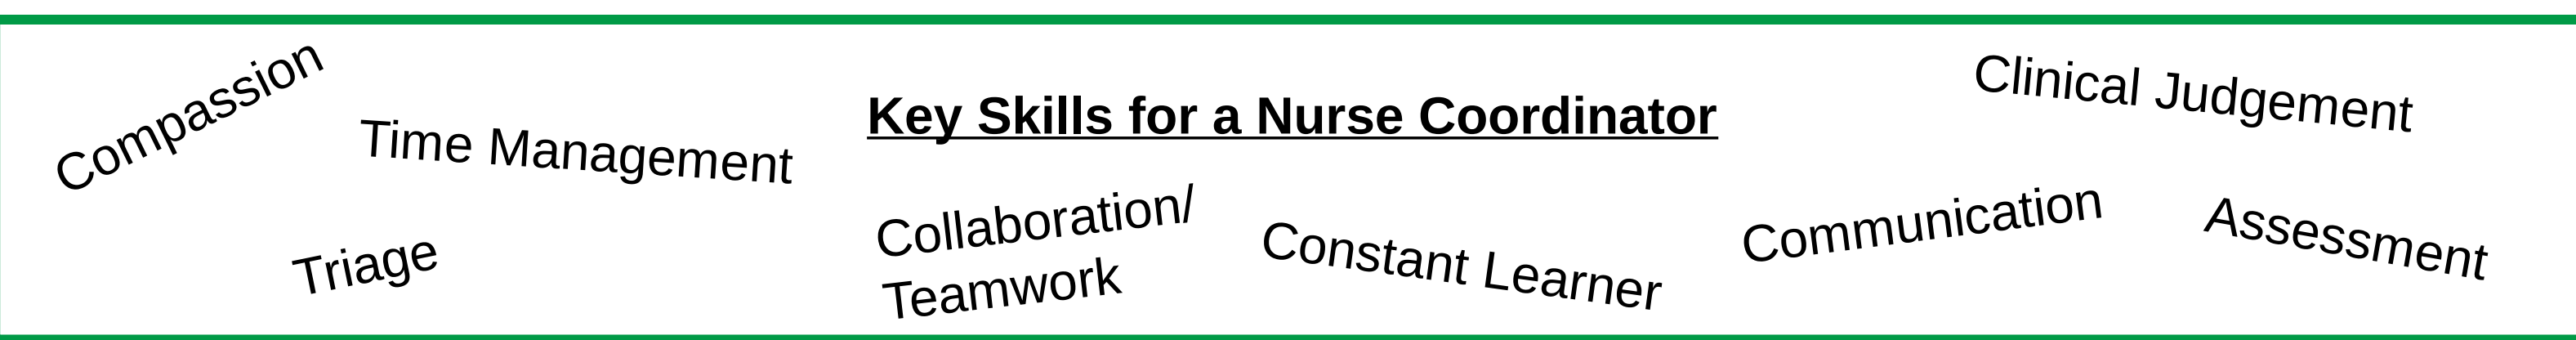 Key Skills for a Nurse Coordinator
Compassion
Time Management
Clinical Judgement
Triage
Collaboration/
Teamwork
Constant Learner
Communication
Assessment